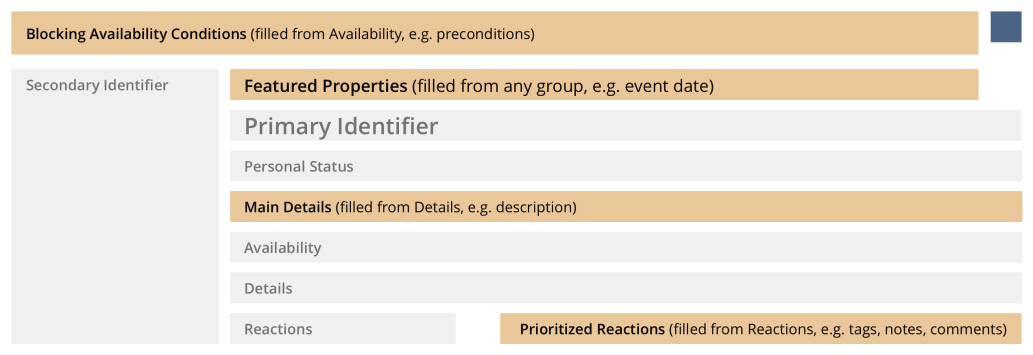 Blocking Availability Conditions (filled from Availability, e.g. preconditions)
Secondary Identifier
Featured Properties (filled from any group, e.g. event date)
Primary Identifier
Personal Status
Main Details (filled from Details, e.g. description)
Availability
Details
Reactions
Prioritized Reactions (filled from Reactions, e.g. tags, notes, comments)